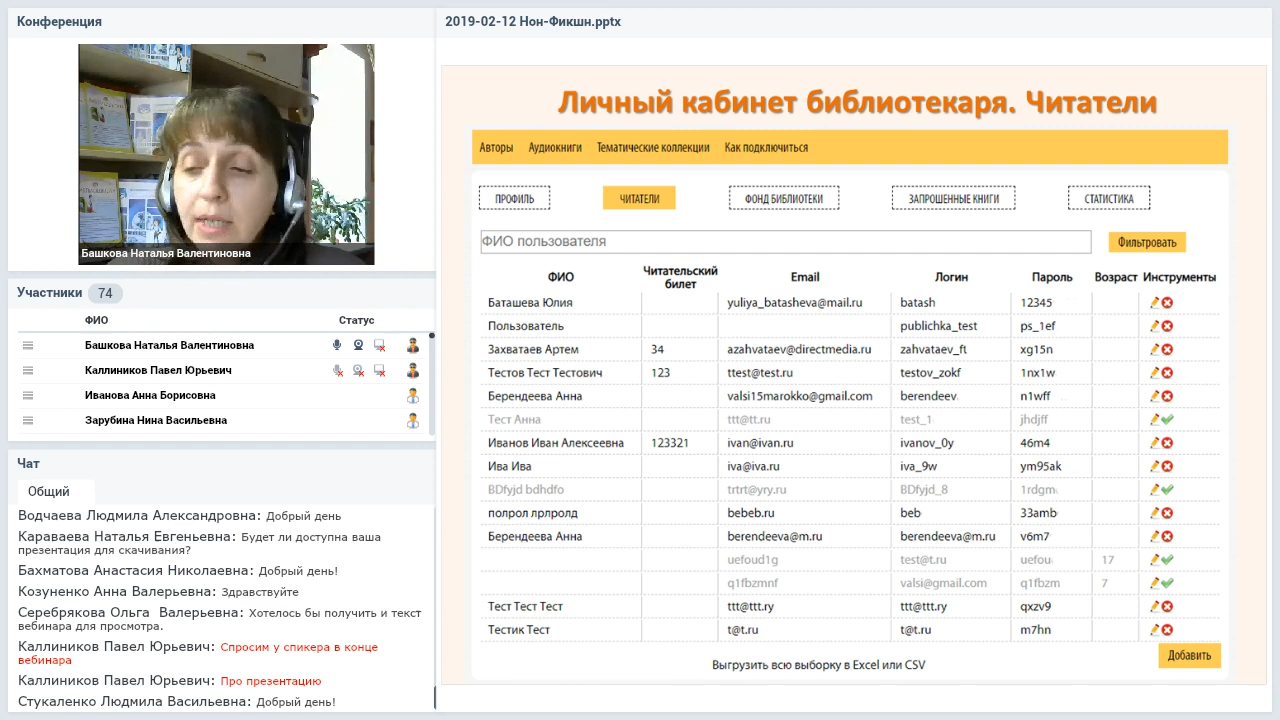 Конференция
Башкова Наталья Валентиновна
Участники 74
ФИО Статус
Башкова Наталья Валентиновна
Каллиников Павел Юрьевич
Иванова Анна Борисовна
Зарубина Нина Васильевна
Чат
Общий
Водчаева Людмила Александровна: Добрый день
Караваева Наталья Евгеньевна: Будет ли доступна ваша
презентация для скачивания?
Бахматова Анастасия Николаевна: Добрый день!
Козуненко Анна Валерьевна: Здравствуйте
Серебрякова Ольга Валерьевна: Хотелось бы получить и текст
вебинара для просмотра.
Каллиников Павел Юрьевич: Спросим у спикера в конце
вебинара
Каллиников Павел Юрьевич: Про презентацию
Стукаленко Людмила Васильевна: Добрый день!
2019-02-12 Нон-Фикшн.pptx
Личный кабинет библиотекаря. Читатели
Авторы Аудиокниги Тематические коллекции Как подключиться
ПРОФИЛЬ ЧИТАТЕЛИ ФОНД БИБЛИОТЕКИ ЗАПРОШЕННЫЕ КНИГИ СТАТИСТИКА
ФИО пользователя Фильтровать
ФИО Читательский билет Email Логин Пароль Возраст Инструменты
Баташева Юлия yuliya_batasheva@mail.ru batash 12345
Пользователь publichka_test ps_1ef
Захватаев Артем 34 azahvataev@directmedia.ru zahvataev_ft xg15n
Тестов Тест Тестович 123 ttest@test.ru testov_zokf 1nx1w
Берендеева Анна valsi15marokko@gmail.com berendeev n1wff
Тест Анна ttt@tt.ru test_1 jhdjff
Иванов Иван Алексеевна 123321 ivan@ivan.ru ivanov_0y 46m4
Ива Ива iva@iva.ru iva_9w ym95ak
BDfyjd bdhdfo trtrt@yry.ru BDfyjd_8 1rdgm
полрол лрлролд bebeb.ru beb 33amb
Берендеева Анна berendeeva@m.ru berendeeva@m.ru v6m7
uefoud1g test@t.ru uefou 17
q1fbzmnf valsi@gmail.com q1fbzm 7
Тест Тест Тест ttt@ttt.ry ttt@ttt.ry qxzv9
Тестик Тест t@t.ru t@t.ru m7hn
Добавить
Выгрузить всю выборку в Excel или CSV